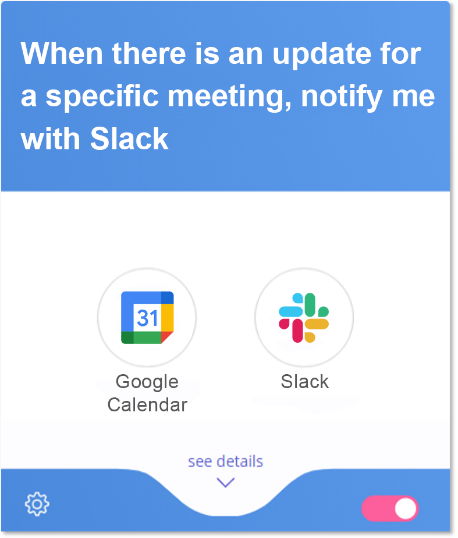 When there is an update for
a specific meeting, notify me
with Slack
31
Google
Calendar
Slack
see details